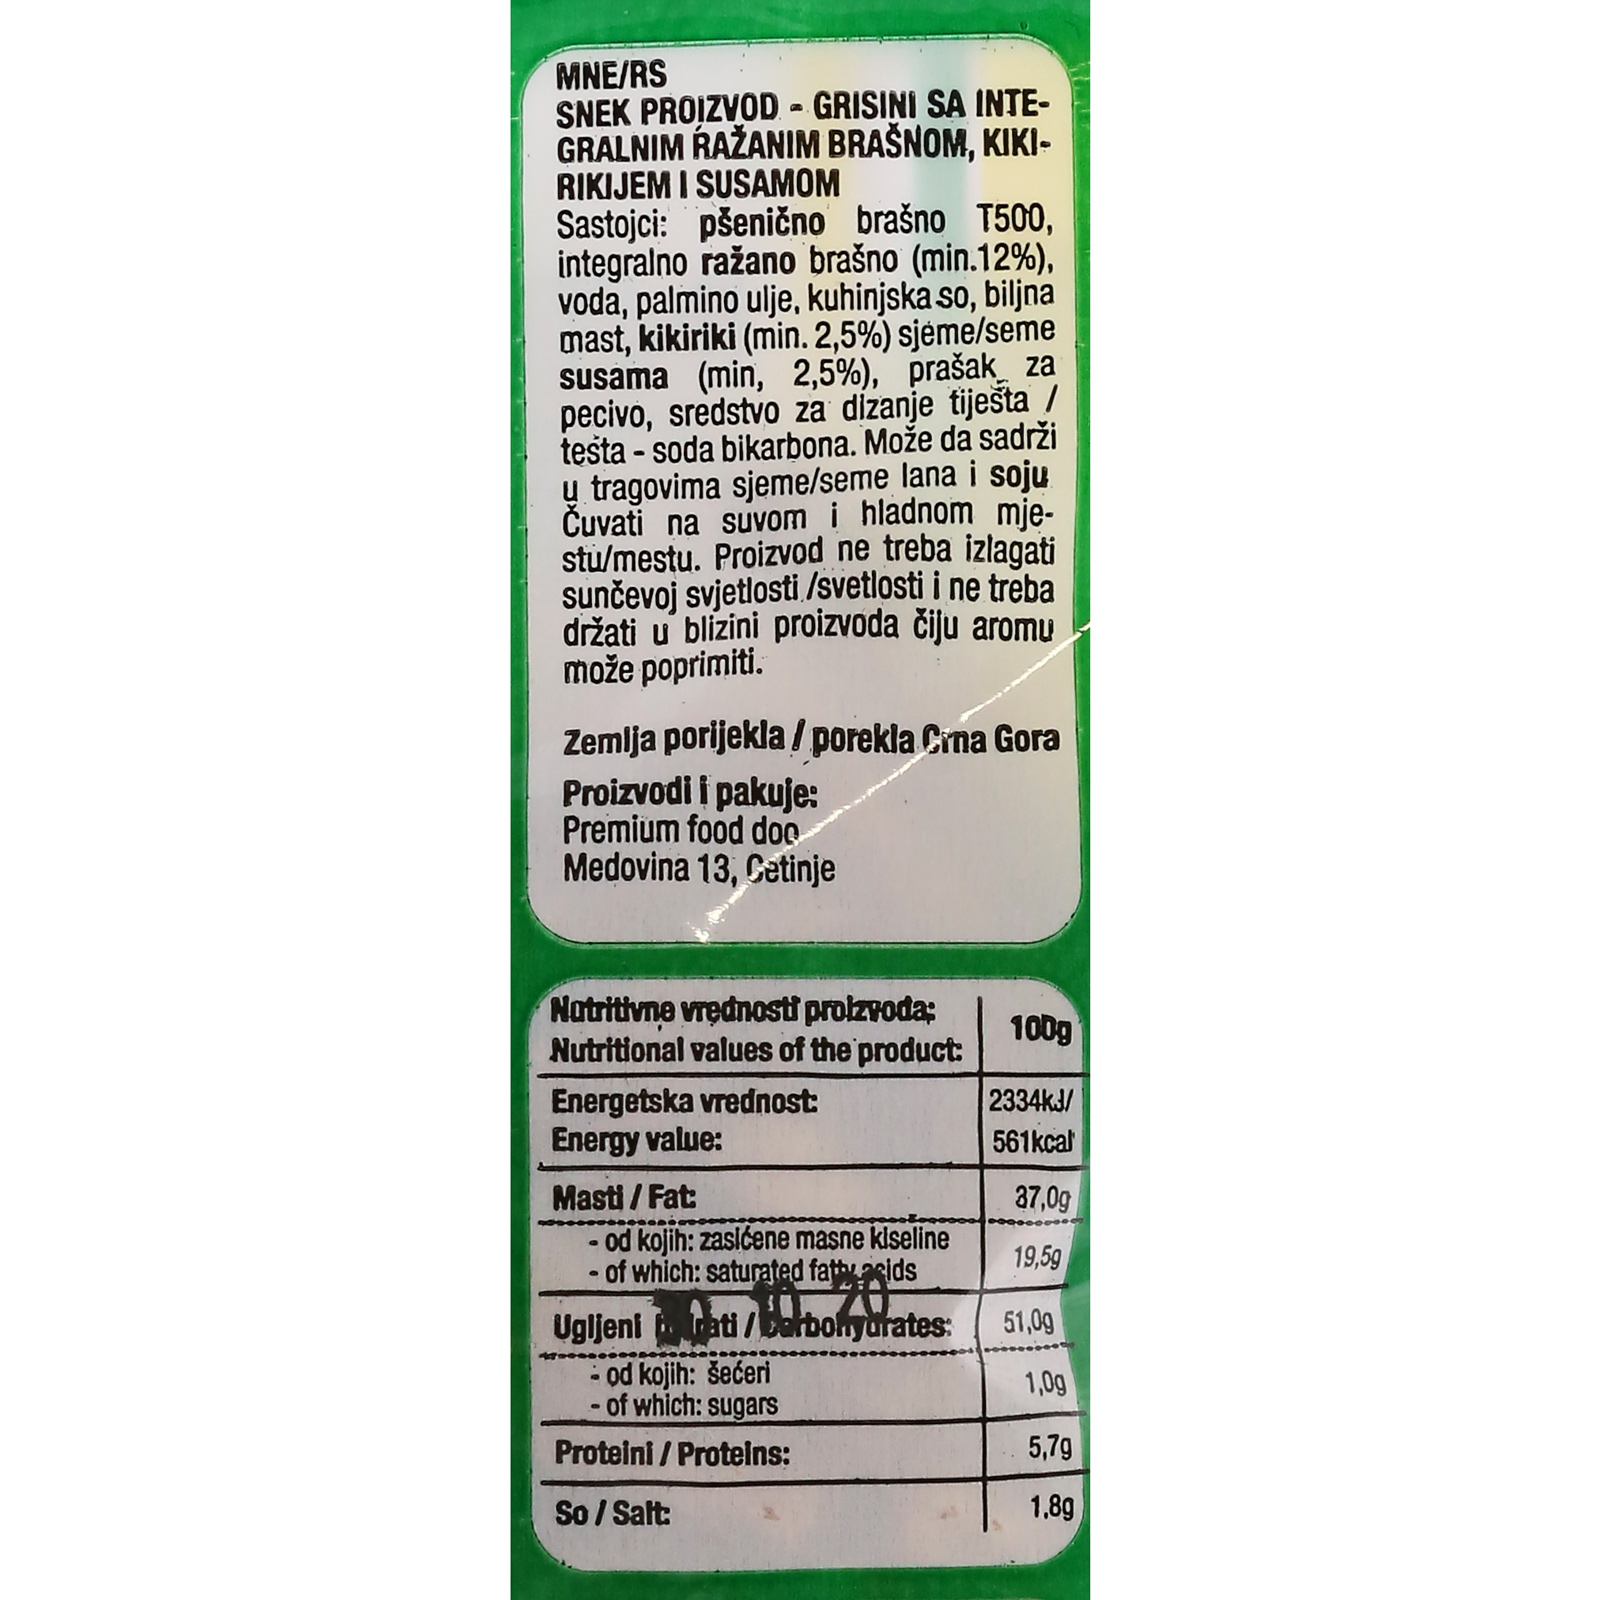 MNE/RS
SNEK PROIZVOD - GRISINI SA INTE-
GRALNIM RAŽANIM BRAŠNOM, KIKI-
RIKIJEM I SUSAMOM
Sastojci: pšenično brašno T500,
integralno ražano brašno (min.12%),
voda, palmino ulje, kuhinjska so, biljna
mast, kikiriki (min. 2,5%) sjeme/seme
susama (min, 2,5%), prašak za
pecivo, sredstvo za dizanje tiješta /
testa - soda bikarbona. Može da sadrži
u tragovima sjeme/seme lana i soju
Čuvati na suvom i hladnom mje-
stu/mestu. Proizvod ne treba izlagati
sunčevoj svjetlosti /svetlosti i ne treba
držati u blizini proizvoda čiju aromu
može poprimiti.
Zemlja porijekla / porekla Crna Gora
Proizvodi i pakuje:
Premium food doo
Medovina 13, Cetinje
Nutritivne vrednosti proizvoda:
Nutritional values of the product:
100g
Energetska vrednost:
Energy value:
2334kJ/
561kcal
Masti / Fat:
37,0g
- od kojih: zasićene masne kiseline
- of which: saturated fatty acids
19,5g
10 20
Ugljeni hidrati / Carbohydrates:
51,0g
- od kojih: šećeri
- of which: sugars
1,0g
Proteini / Proteins:
5,7g
So / Salt:
1,8g